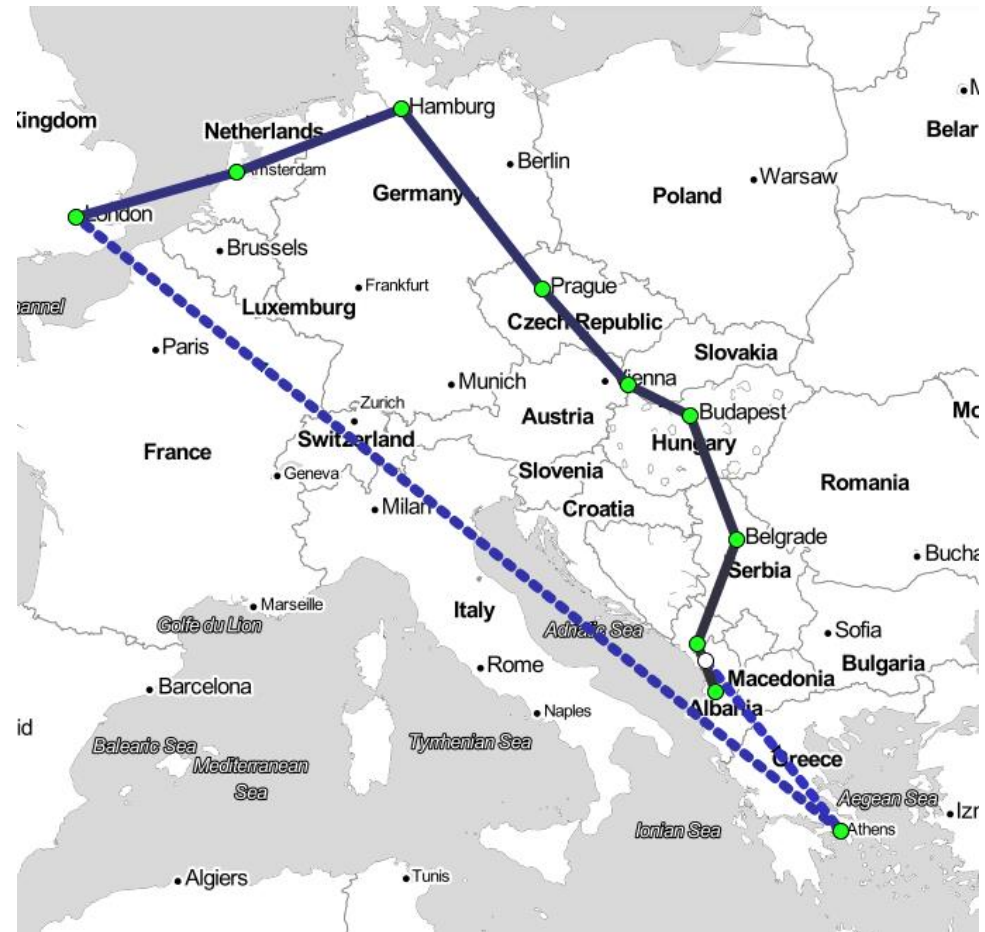 Hamburg
Kingdom
Netherlands
Belar
Amsterdam
Berlin
Warsaw
Germany
Poland
London
Brussels
Frankfurt
Prague
Luxemburg
Czech Republic
Paris
Slovakia
Vienna
Munich
Zurich
Austria
Budapest
Switzerland
Hungary
France
Slovenia
Geneva
Romania
Milan
Croatia
Belgrade
Bucha
Serbia
Marseille
Italy
Golfe du Lion
Adriatic Sea
Sofia
Bulgaria
Rome
Macedonia
Barcelona
Albania
Naples
id
Balearic Sea
Tyrrhenian Sea
Greece
Mediterranean
Sea
Aegean Sea
Izr
Ionian Sea
Athens
Algiers
Tunis